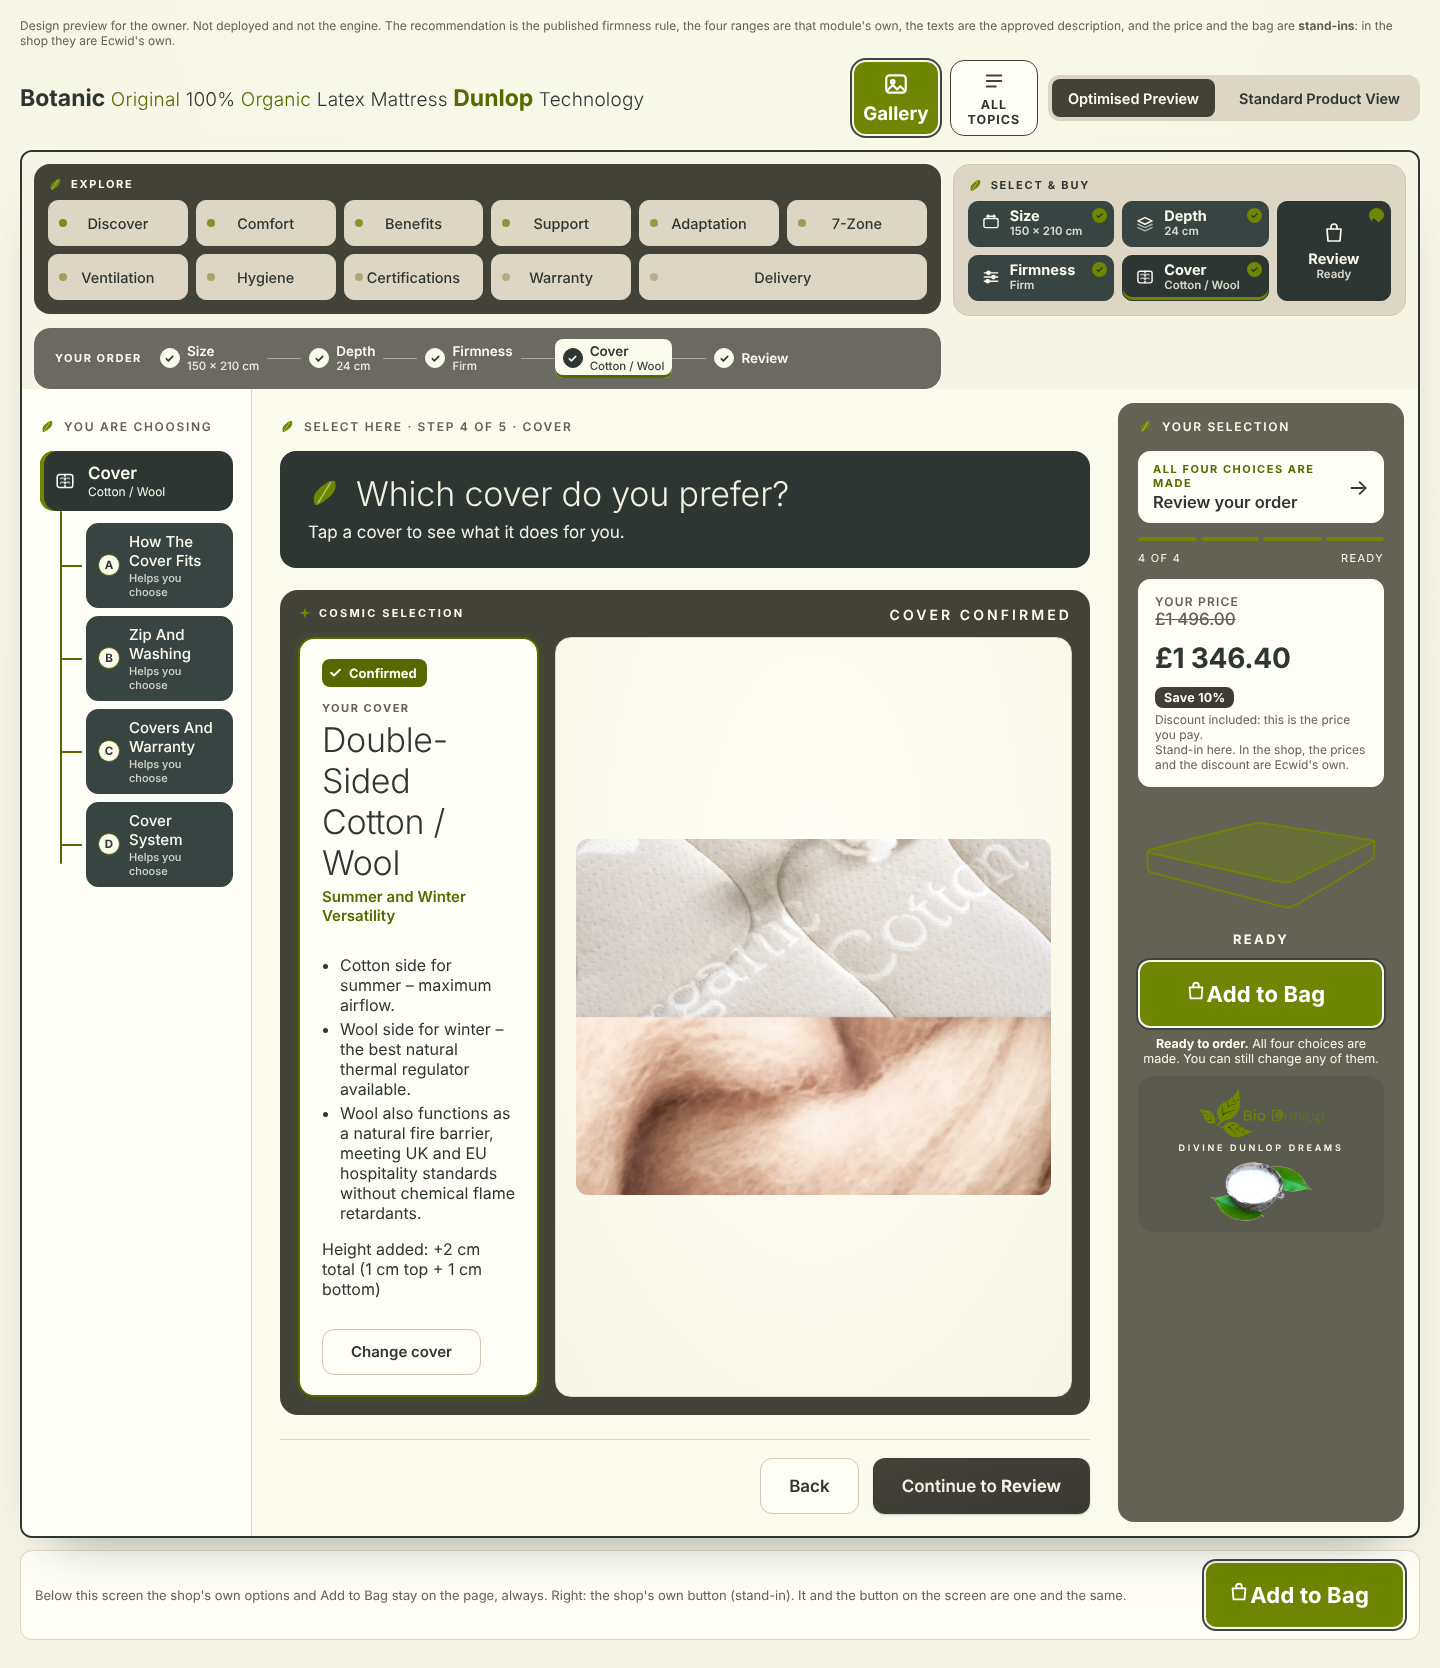 Design preview for the owner. Not deployed and not the engine. The recommendation is the published firmness rule, the four ranges are that module's own, the texts are the approved description, and the price and the bag are stand-ins: in the
shop they are Ecwid's own.
Botanic Original 100% Organic Latex Mattress Dunlop Technology
Gallery
ALL
TOPICS
Optimised Preview
Standard Product View
EXPLORE
Discover
Comfort
Benefits
Support
Adaptation
7-Zone
Ventilation
Hygiene
Certifications
Warranty
Delivery
SELECT & BUY
Size
150 × 210 cm
Depth
24 cm
Firmness
Firm
Cover
Cotton / Wool
Review
Ready
YOUR ORDER
Size
150 × 210 cm
Depth
24 cm
Firmness
Firm
Cover
Cotton / Wool
Review
YOU ARE CHOOSING
Cover
Cotton / Wool
A
How The
Cover Fits
Helps you
choose
B
Zip And
Washing
Helps you
choose
C
Covers And
Warranty
Helps you
choose
D
Cover
System
Helps you
choose
SELECT HERE · STEP 4 OF 5 · COVER
Which cover do you prefer?
Tap a cover to see what it does for you.
COSMIC SELECTION
COVER CONFIRMED
Confirmed
YOUR COVER
Double-
Sided
Cotton /
Wool
Summer and Winter
Versatility
• Cotton side for
summer – maximum
airflow.
• Wool side for winter –
the best natural
thermal regulator
available.
• Wool also functions as
a natural fire barrier,
meeting UK and EU
hospitality standards
without chemical flame
retardants.
Height added: +2 cm
total (1 cm top + 1 cm
bottom)
Change cover
ganic Cotton
Back
Continue to Review
YOUR SELECTION
ALL FOUR CHOICES ARE
MADE
Review your order
4 OF 4
READY
YOUR PRICE
£1 496.00
£1 346.40
Save 10%
Discount included: this is the price
you pay.
Stand-in here. In the shop, the prices
and the discount are Ecwid's own.
READY
Add to Bag
Ready to order. All four choices are
made. You can still change any of them.
Bio Dunlop
DIVINE DUNLOP DREAMS
Below this screen the shop's own options and Add to Bag stay on the page, always. Right: the shop's own button (stand-in). It and the button on the screen are one and the same.
Add to Bag